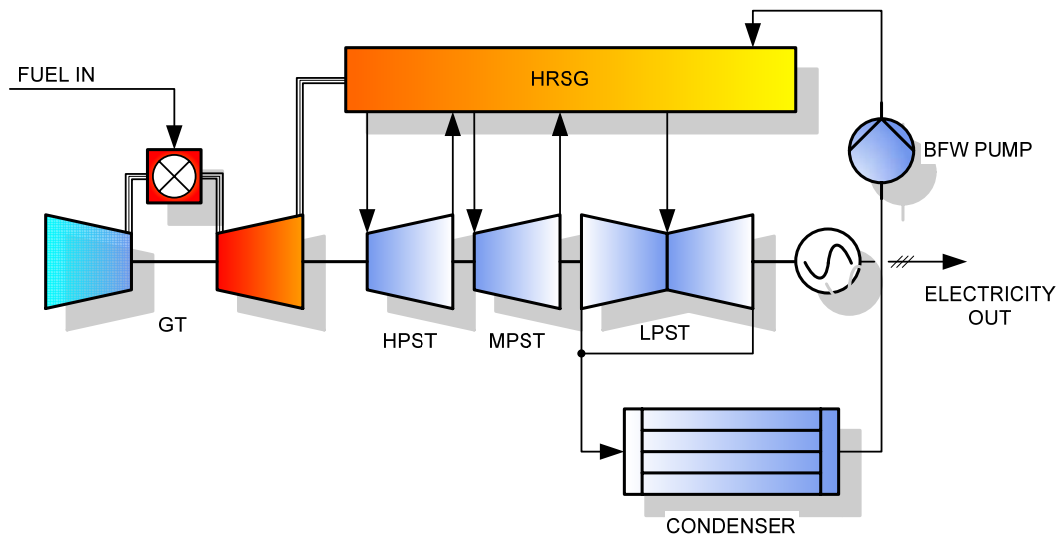 FUEL IN
HRSG
BFW PUMP
GT
HPST
MPST
LPST
ELECTRICITY
OUT
CONDENSER